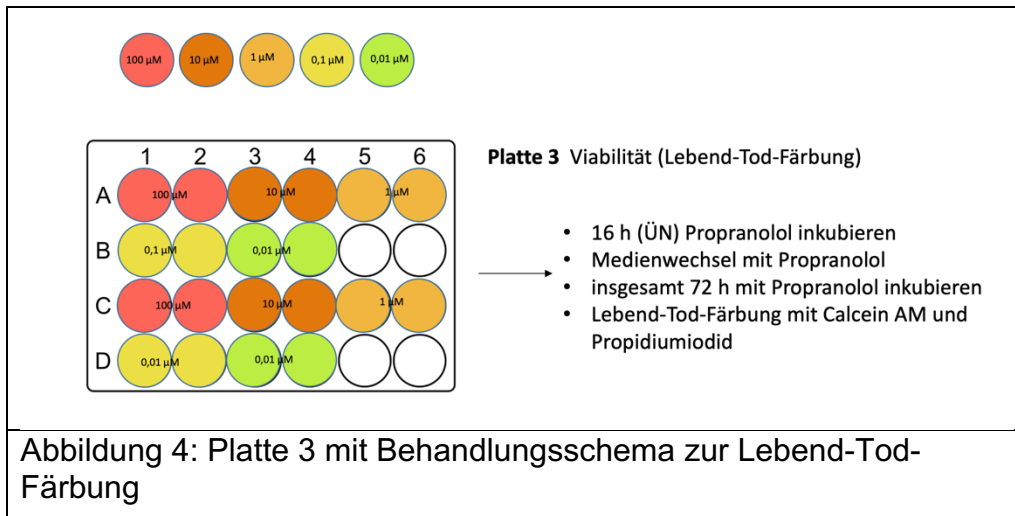 100 µM 10 µM 1 µM 0,1 µM 0,01 µM
1 2 3 4 5 6
Platte 3 Viabilität (Lebend-Tod-Färbung)
A 100 µM 10 µM 1 µM
B 0,1 µM 0,01 µM
C 100 µM 10 µM 1 µM
D 0,01 µM 0,01 µM
• 16 h (ÜN) Propranolol inkubieren
• Medienwechsel mit Propranolol
• insgesamt 72 h mit Propranolol inkubieren
• Lebend-Tod-Färbung mit Calcein AM und
Propidiumiodid
Abbildung 4: Platte 3 mit Behandlungsschema zur Lebend-Tod-
Färbung